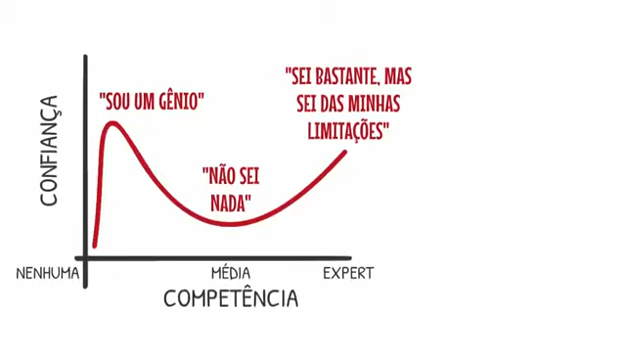 "SEI BASTANTE, MAS
SEI DAS MINHAS
LIMITAÇÕES"
"SOU UM GÊNIO"
"NÃO SEI
NADA"
CONFIANÇA
NENHUMA
MÉDIA
EXPERT
COMPETÊNCIA